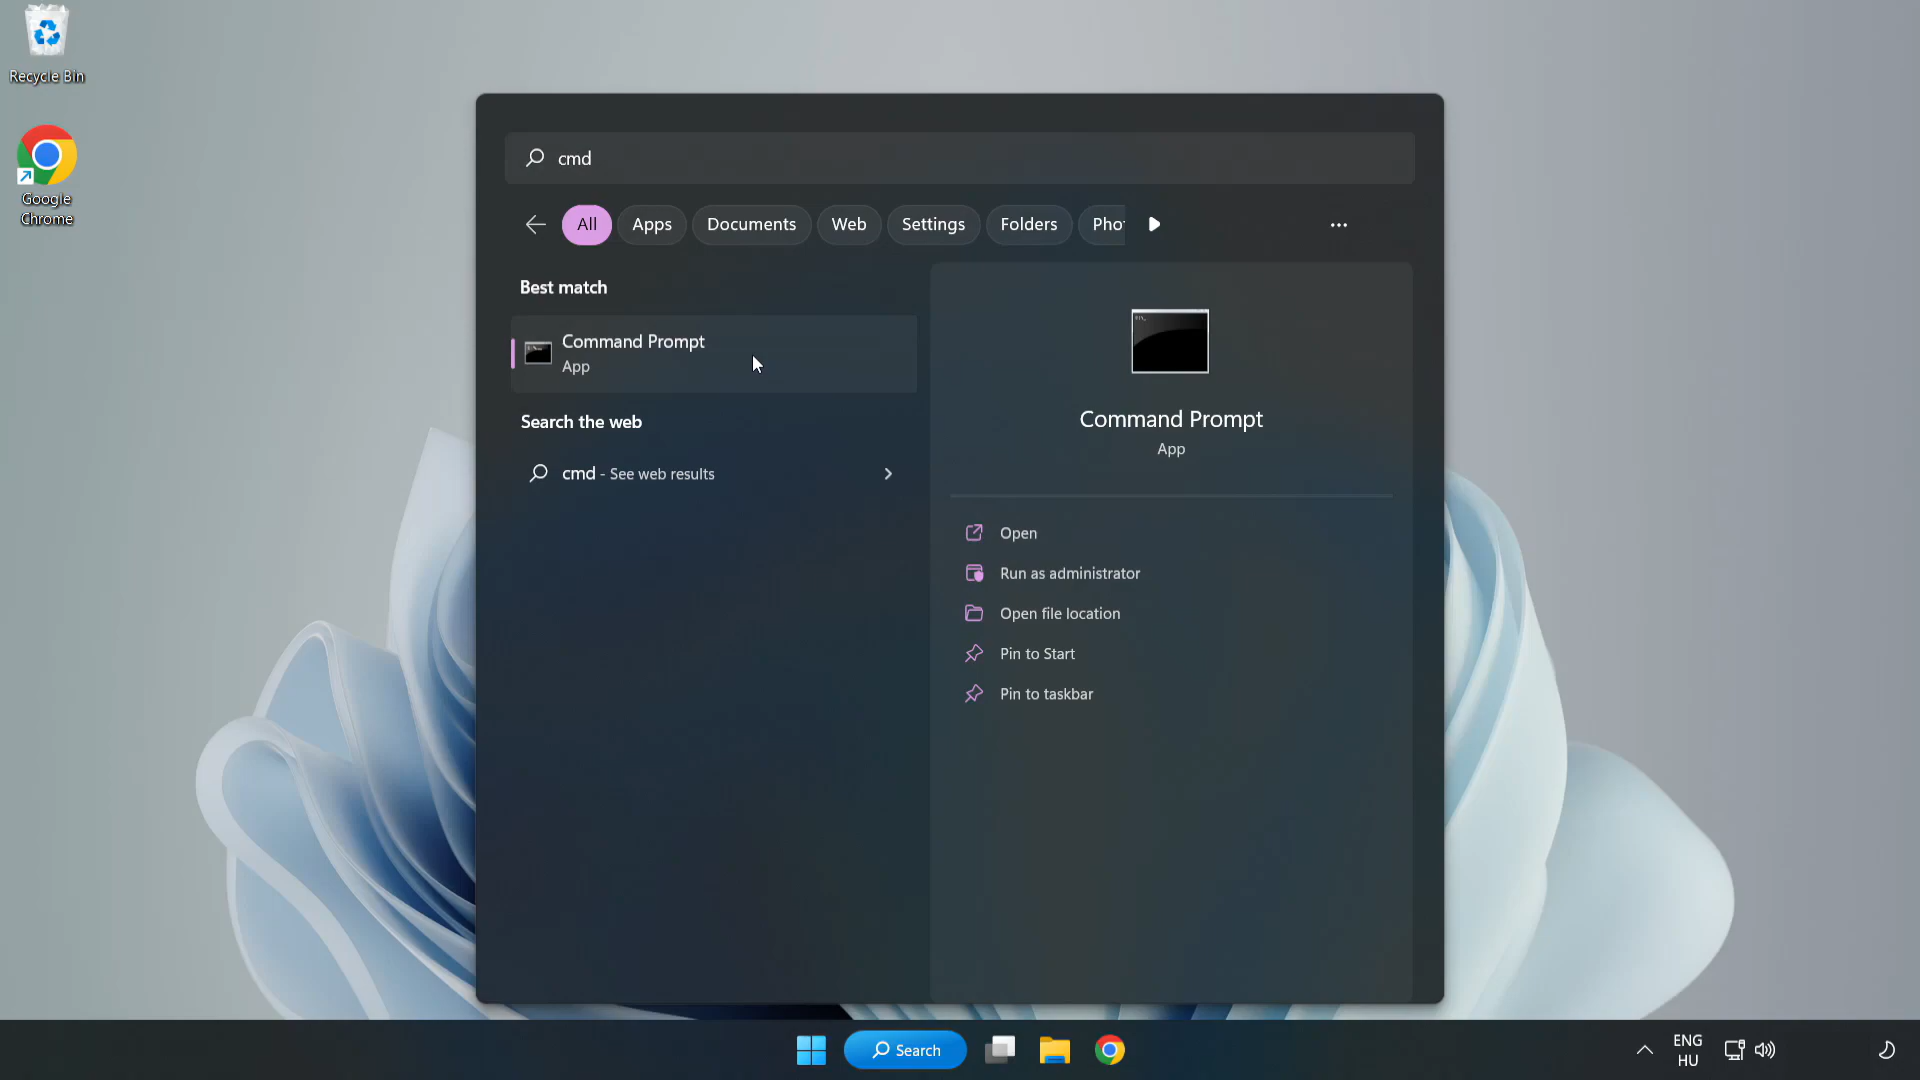 Recycle Bin
Google
Chrome
cmd
All
Apps
Documents
Web
Settings
Folders
Pho
Best match
Command Prompt
App
Search the web
cmd - See web results
Command Prompt
App
Open
Run as administrator
Open file location
Pin to Start
Pin to taskbar
Search
ENG
HU